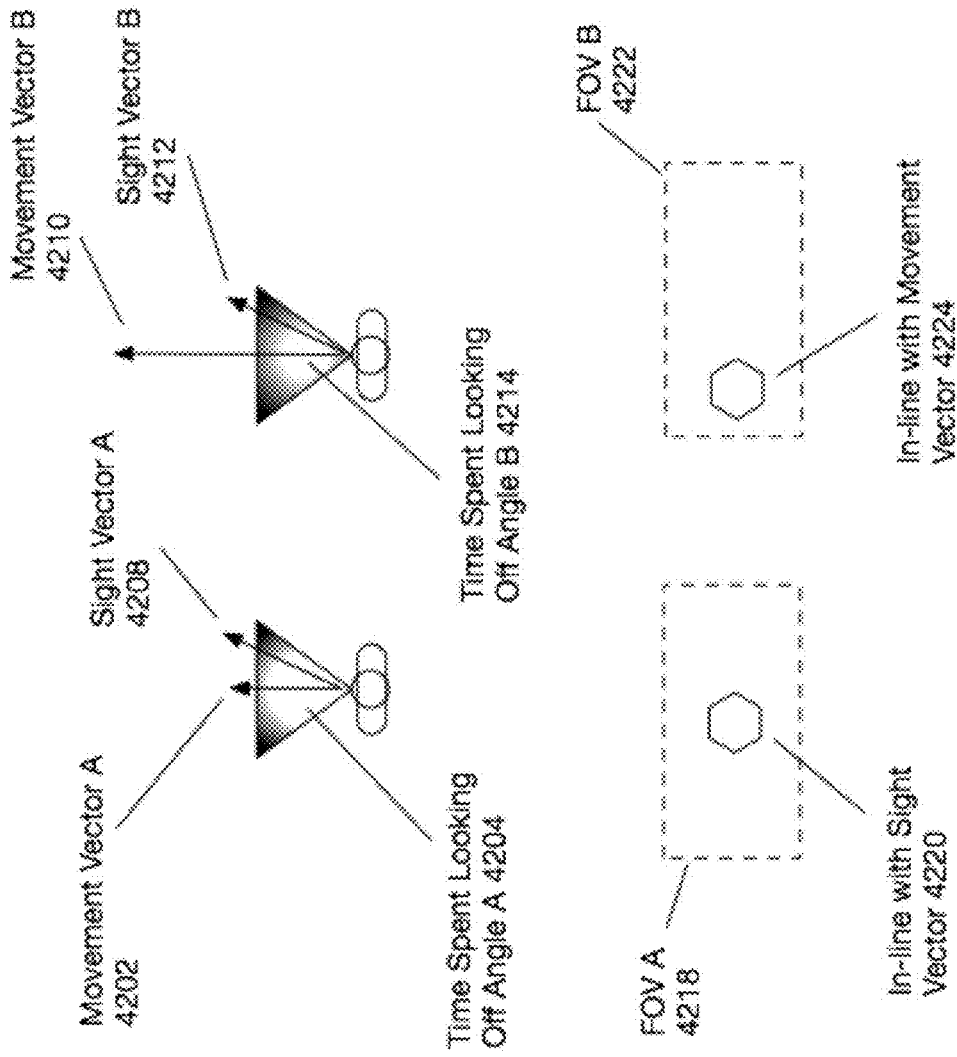 Movement Vector A
4202
Sight Vector A
4208
Time Spent Looking
Off Angle A 4204
Movement Vector B
4210
Sight Vector B
4212
Time Spent Looking
Off Angle B 4214
FOV A
4218
In-line with Sight
Vector 4220
FOV B
4222
In-line with Movement
Vector 4224